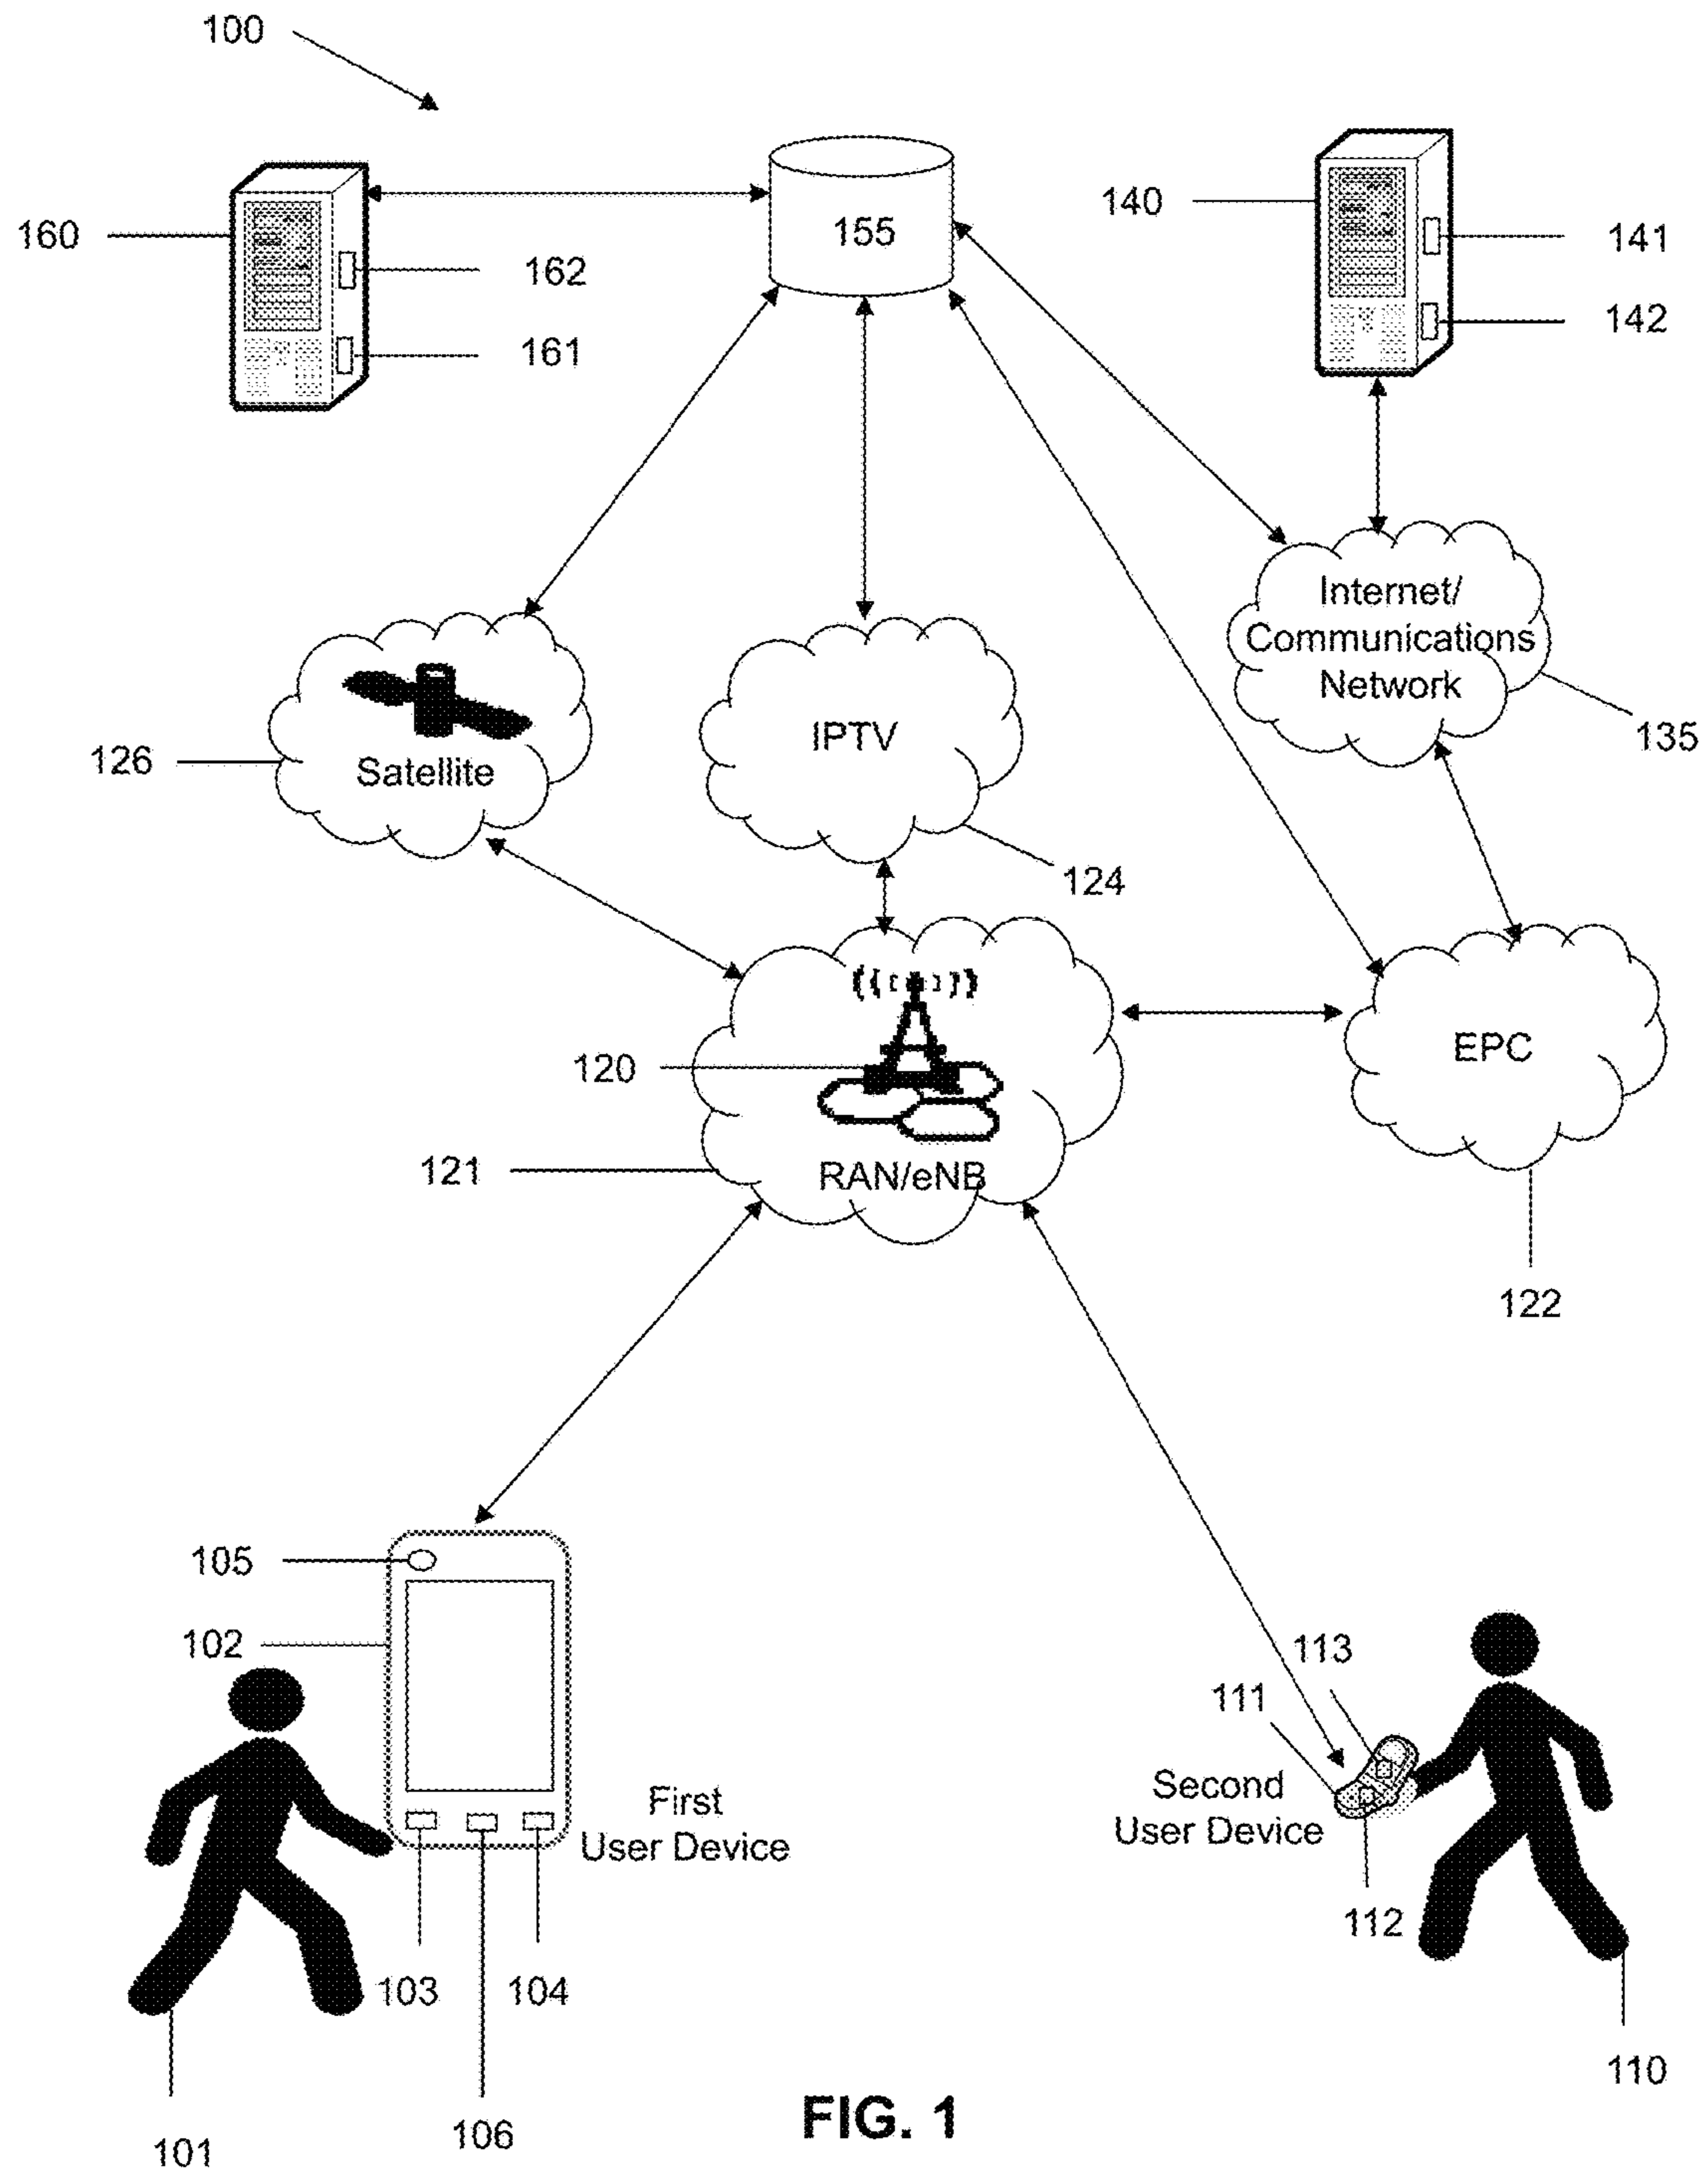 100
160
162
161
155
140
141
142
Internet/
Communications
Network
135
126
Satellite
IPTV
124
120
121
RAN/eNB
EPC
122
105
102
First
User Device
103
104
106
101
113
111
Second
User Device
112
110
FIG. 1